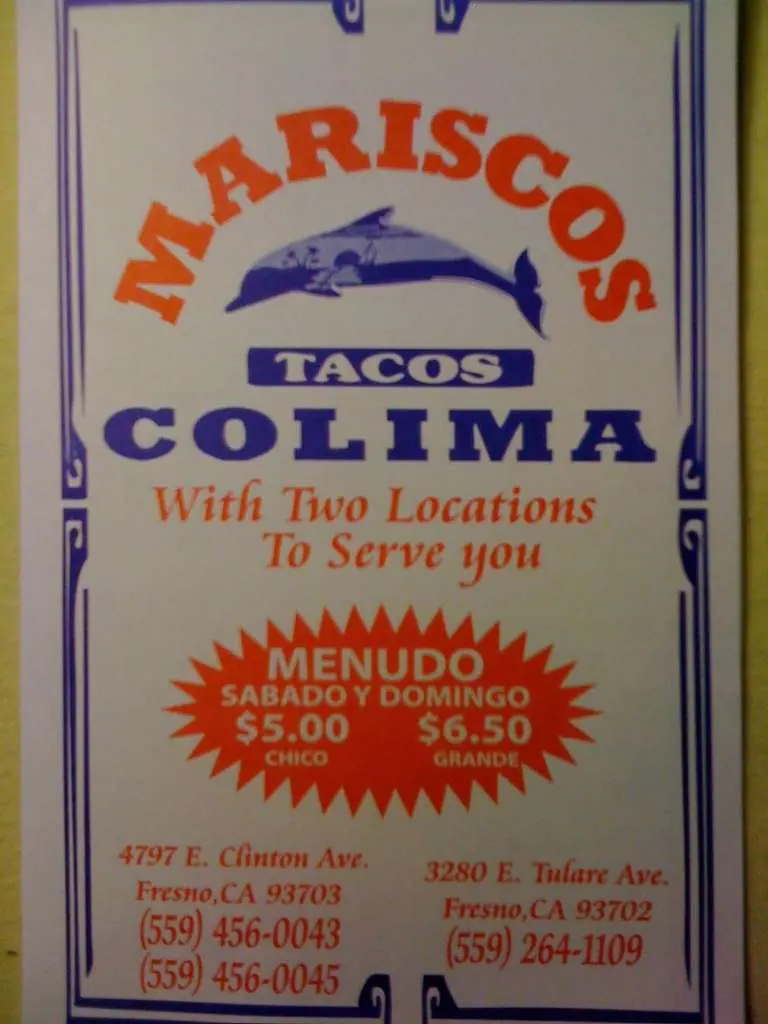 MARISCOS
TACOS
COLIMA
With Two Locations
To Serve you
MENUDO
SABADO Y DOMINGO
$5.00 $6.50
CHICO GRANDE
4797 E. Clinton Ave.
Fresno,CA 93703
(559) 456-0043
(559) 456-0045
3280 E. Tulare Ave.
Fresno,CA 93702
(559) 264-1109